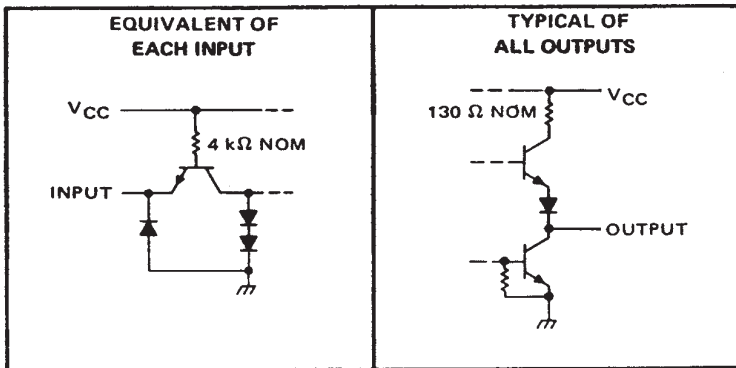 EQUIVALENT OF
EACH INPUT
VCC
4 kΩ NOM
INPUT
TYPICAL OF
ALL OUTPUTS
VCC
130 Ω NOM
OUTPUT